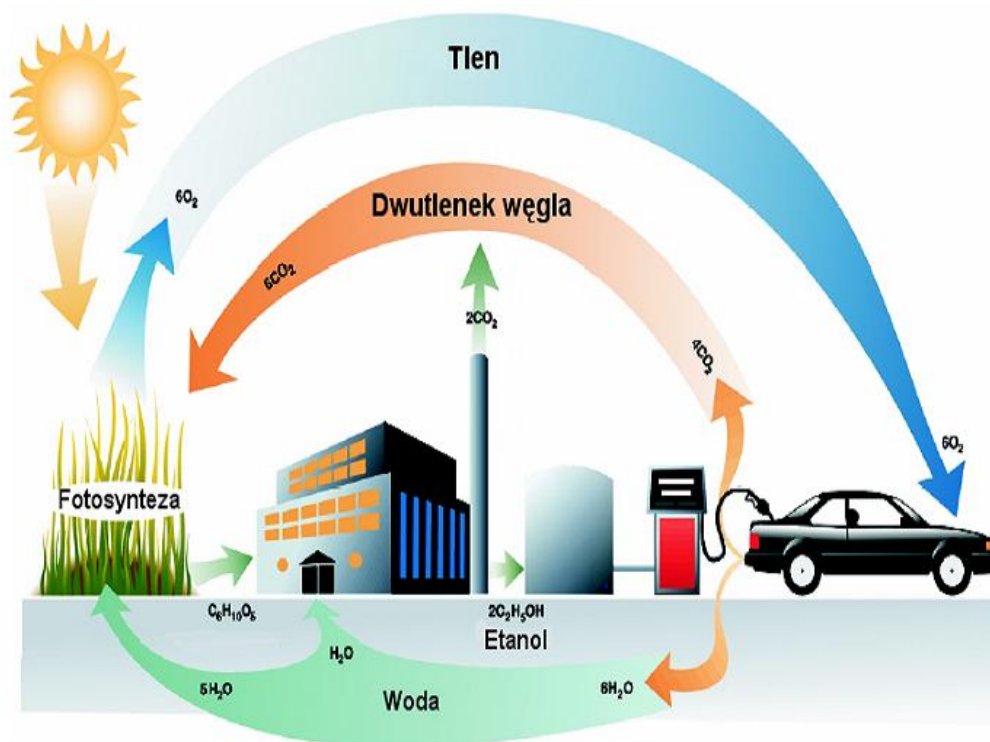 Tlen
6O₂
Dwutlenek węgla
6CO₂
2CO₂
4CO₂
6O₂
Fotosynteza
C₆H₁₀O₅
2C₂H₅OH
Etanol
H₂O
5H₂O
Woda
6H₂O